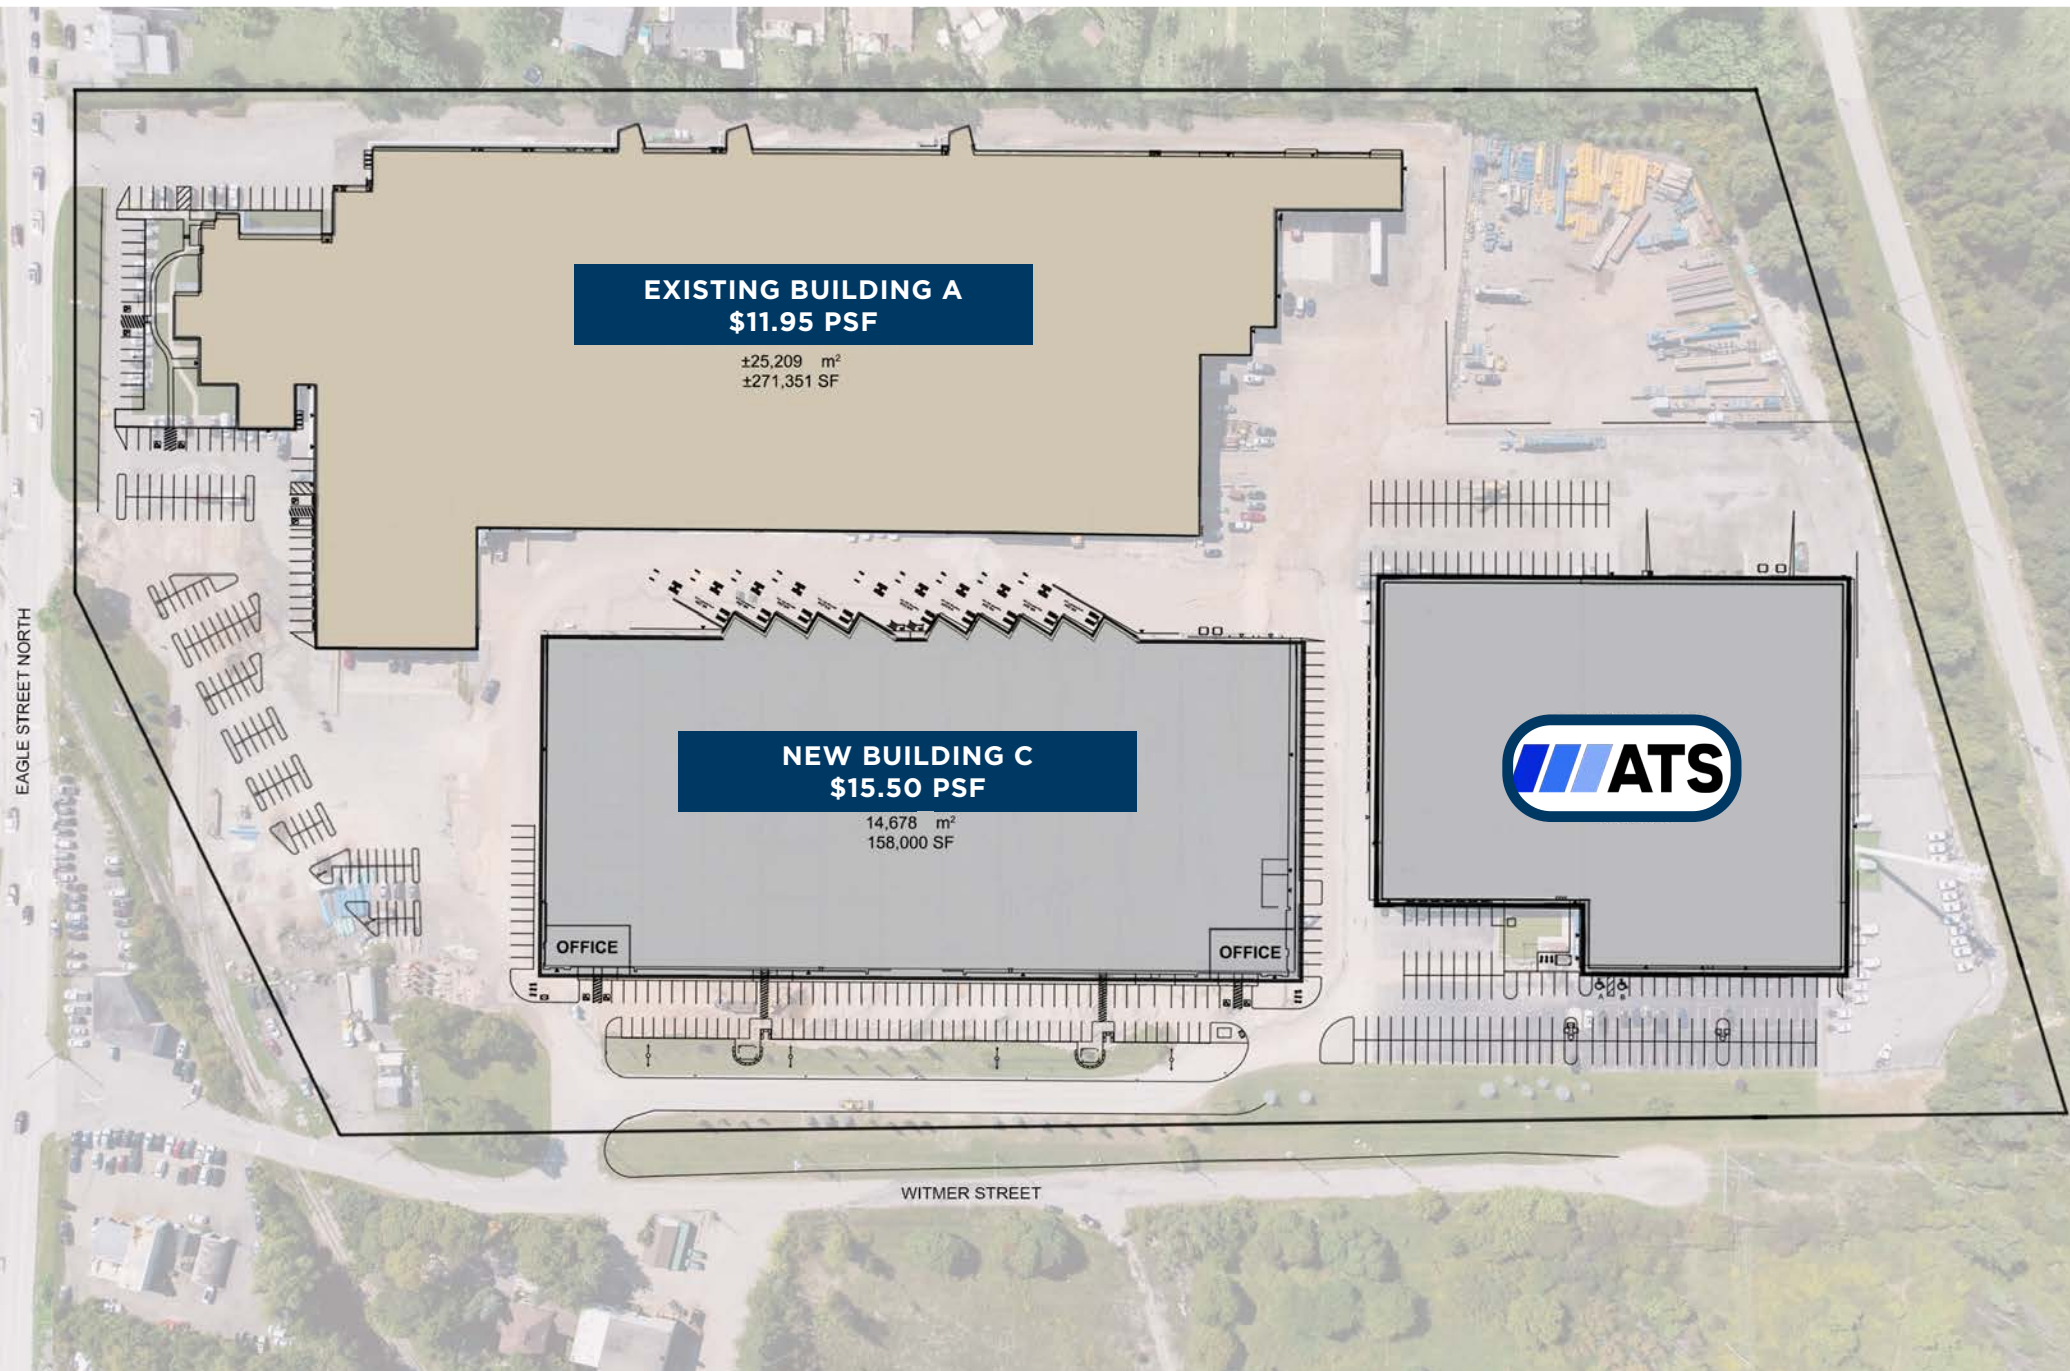 EXISTING BUILDING A
$11.95 PSF
±25,209 m²
±271,351 SF
EAGLE STREET NORTH
NEW BUILDING C
$15.50 PSF
14,678 m²
158,000 SF
ATS
OFFICE
OFFICE
A
B
WITMER STREET